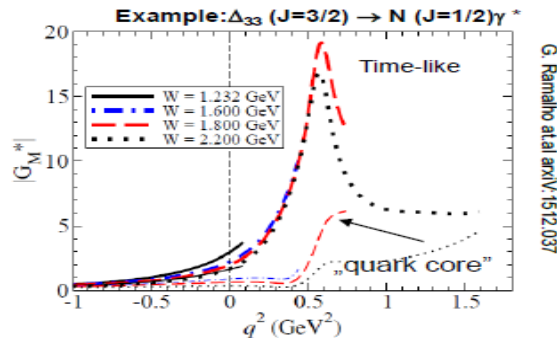 Example:Δ33 (J=3/2) → N (J=1/2)γ *
Time-like
W = 1.232 GeV
W = 1.600 GeV
W = 1.800 GeV
W = 2.200 GeV
„quark core"
|G_M*|
20
15
10
5
0
-1 -0.5 0 0.5 1 1.5
q² (GeV²)
G. Ramaho at.al arxiV:1512.037